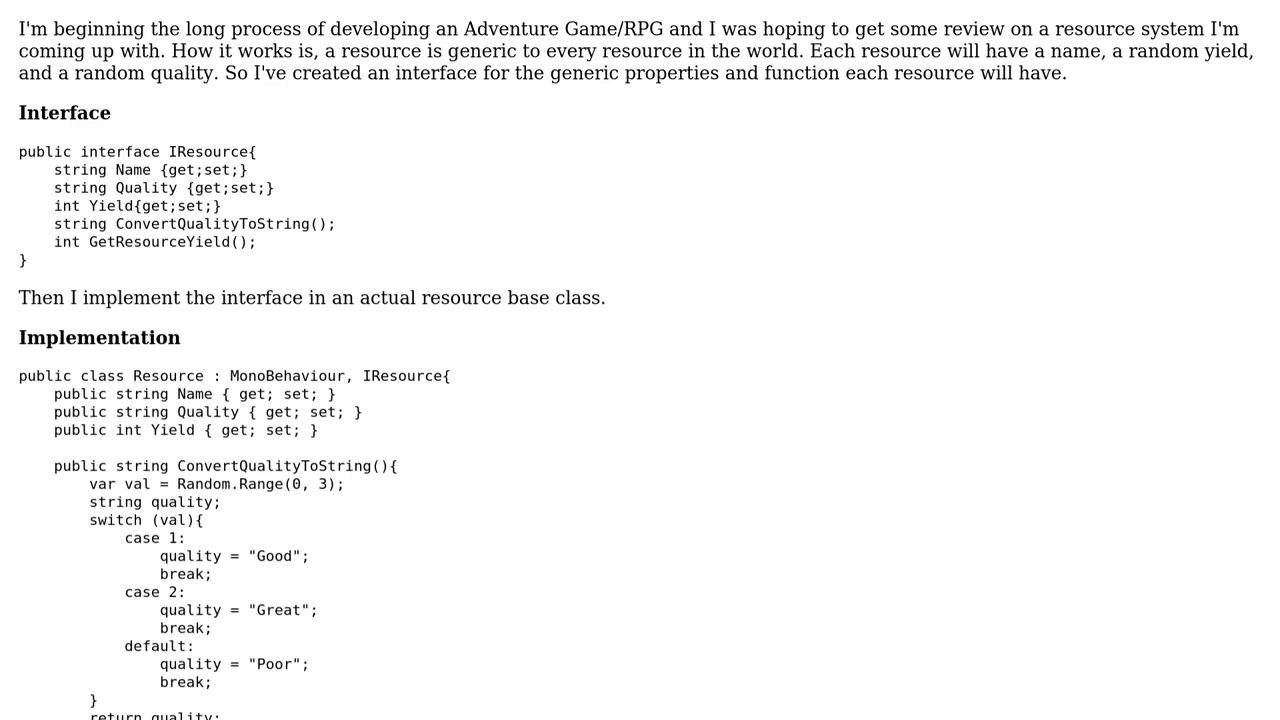 I'm beginning the long process of developing an Adventure Game/RPG and I was hoping to get some review on a resource system I'm
coming up with. How it works is, a resource is generic to every resource in the world. Each resource will have a name, a random yield,
and a random quality. So I've created an interface for the generic properties and function each resource will have.
Interface
public interface IResource{
    string Name {get;set;}
    string Quality {get;set;}
    int Yield{get;set;}
    string ConvertQualityToString();
    int GetResourceYield();
}
Then I implement the interface in an actual resource base class.
Implementation
public class Resource : MonoBehaviour, IResource{
    public string Name { get; set; }
    public string Quality { get; set; }
    public int Yield { get; set; }
    public string ConvertQualityToString(){
        var val = Random.Range(0, 3);
        string quality;
        switch (val){
            case 1:
                quality = "Good";
                break;
            case 2:
                quality = "Great";
                break;
            default:
                quality = "Poor";
                break;
        }
        return quality;